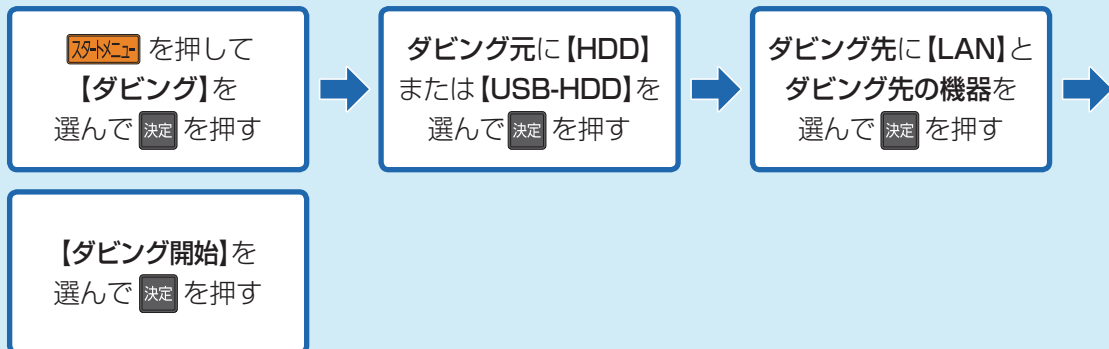 スタートメニュー を押して
【ダビング】を
選んで 決定 を押す
ダビング元に【HDD】
または【USB-HDD】を
選んで 決定 を押す
ダビング先に【LAN】と
ダビング先の機器を
選んで 決定 を押す
【ダビング開始】を
選んで 決定 を押す